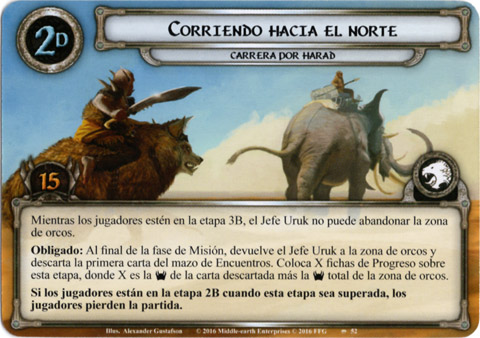 2D
CORRIENDO HACIA EL NORTE
CARRERA POR HARAD
15
Mientras los jugadores estén en la etapa 3B, el Jefe Uruk no puede abandonar la zona
de orcos.
Obligado: Al final de la fase de Misión, devuelve el Jefe Uruk a la zona de orcos y
descarta la primera carta del mazo de Encuentros. Coloca X fichas de Progreso sobre
esta etapa, donde X es la de la carta descartada más la total de la zona de orcos.
Si los jugadores están en la etapa 2B cuando esta etapa sea superada, los
jugadores pierden la partida.
Illus. Alexander Gustafson © 2016 Middle-earth Enterprises © 2016 FFG 52